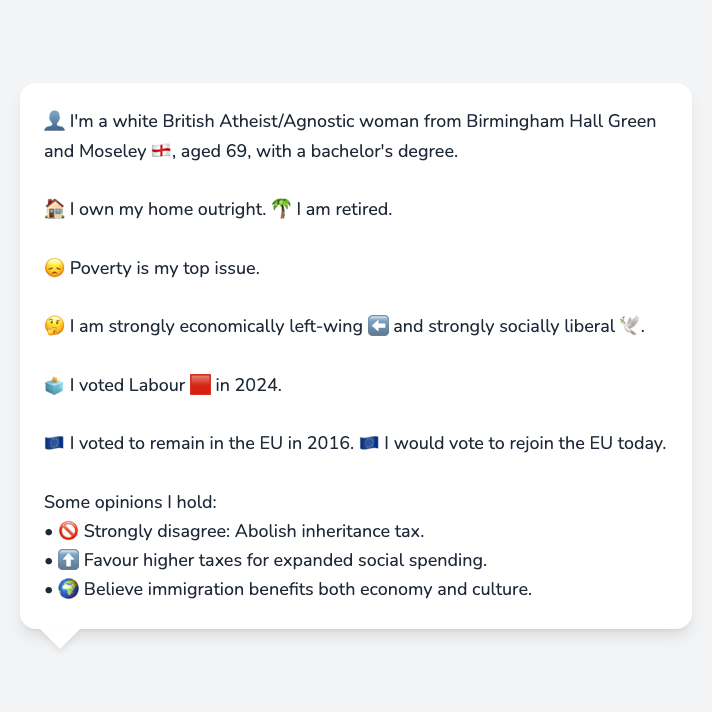 👤 I'm a white British Atheist/Agnostic woman from Birmingham Hall Green
and Moseley 🏴󠁧󠁢󠁥󠁮󠁧󠁿, aged 69, with a bachelor's degree.
🏠 I own my home outright. 🌴 I am retired.
😞 Poverty is my top issue.
🤔 I am strongly economically left-wing ⬅️ and strongly socially liberal 🕊️.
🗳️ I voted Labour 🟥 in 2024.
🇪🇺 I voted to remain in the EU in 2016. 🇪🇺 I would vote to rejoin the EU today.
Some opinions I hold:
• 🚫 Strongly disagree: Abolish inheritance tax.
• ⬆️ Favour higher taxes for expanded social spending.
• 🌍 Believe immigration benefits both economy and culture.